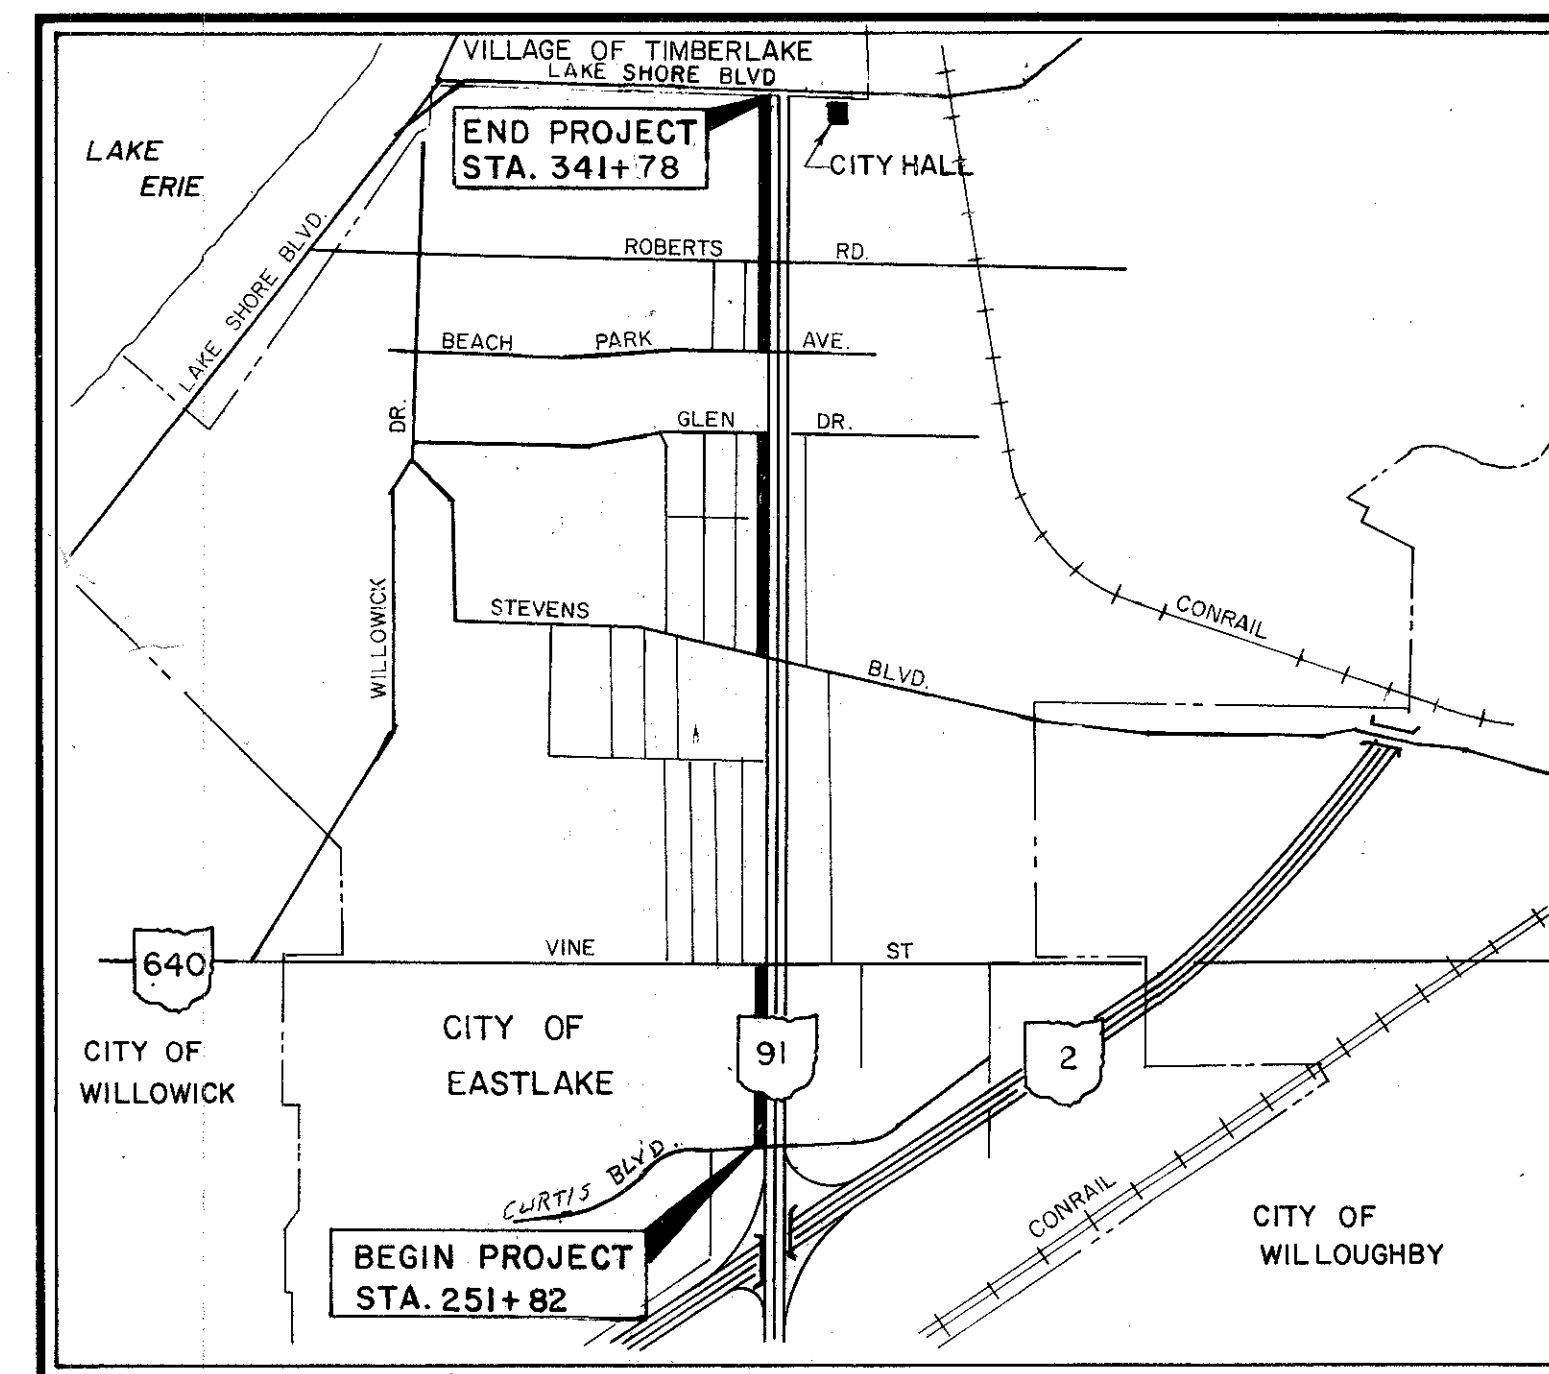 VILLAGE OF TIMBERLAKE
LAKE SHORE BLVD
END PROJECT
STA. 341+78
CITY HALL
LAKE
ERIE
LAKE SHORE BLVD.
ROBERTS RD.
BEACH PARK AVE.
GLEN DR.
WILLOWICK DR.
STEVENS BLVD.
CONRAIL
VINE ST
640
CITY OF
WILLOWICK
CITY OF
EASTLAKE
91
2
CURTIS BLVD.
BEGIN PROJECT
STA. 251+82
CONRAIL
CITY OF
WILLOUGHBY